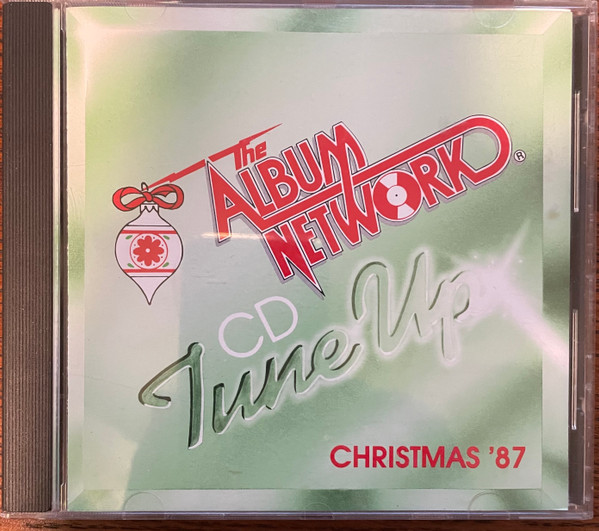 The
ALBUM
NETWORK®
CD
Tune Up
CHRISTMAS '87